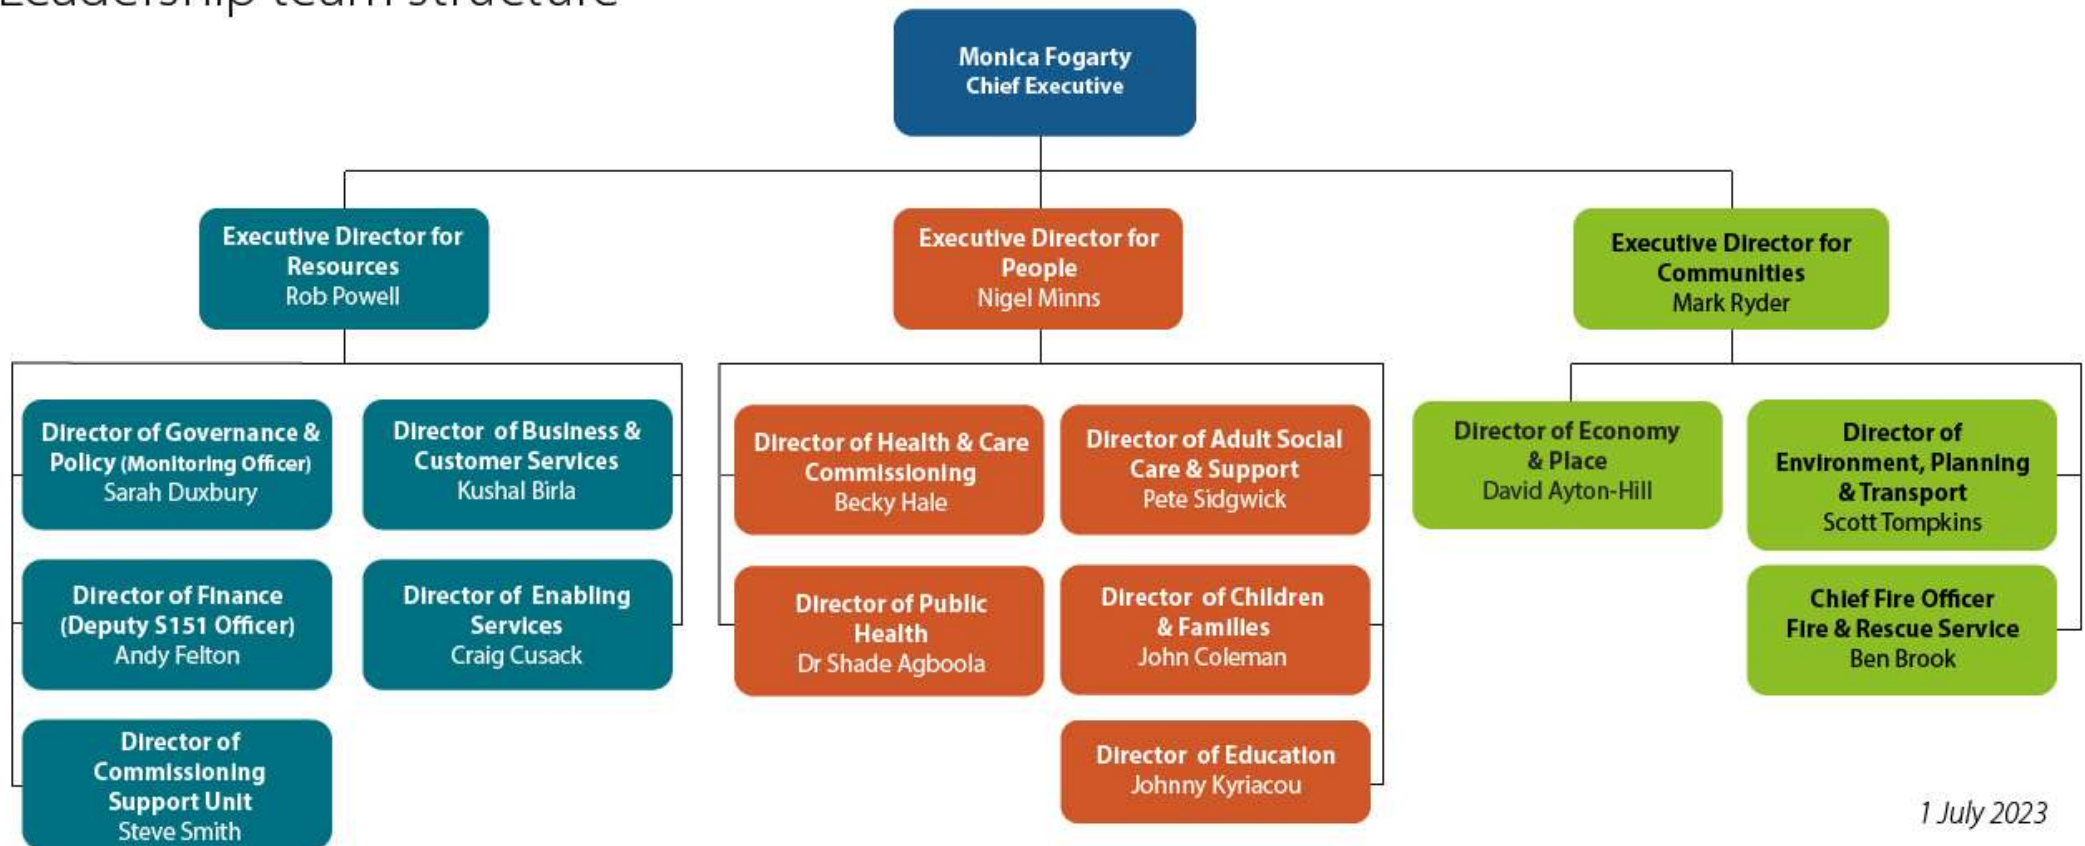 Leadership team structure
Monica Fogarty
Chief Executive
Executive Director for
Resources
Rob Powell
Executive Director for
People
Nigel Minns
Executive Director for
Communities
Mark Ryder
Director of Governance &
Policy (Monitoring Officer)
Sarah Duxbury
Director of Business &
Customer Services
Kushal Birla
Director of Finance
(Deputy S151 Officer)
Andy Felton
Director of Enabling
Services
Craig Cusack
Director of
Commissioning
Support Unit
Steve Smith
Director of Health & Care
Commissioning
Becky Hale
Director of Adult Social
Care & Support
Pete Sidgwick
Director of Public
Health
Dr Shade Agboola
Director of Children
& Families
John Coleman
Director of Education
Johnny Kyriacou
Director of Economy
& Place
David Ayton-Hill
Director of
Environment, Planning
& Transport
Scott Tompkins
Chief Fire Officer
Fire & Rescue Service
Ben Brook
1 July 2023